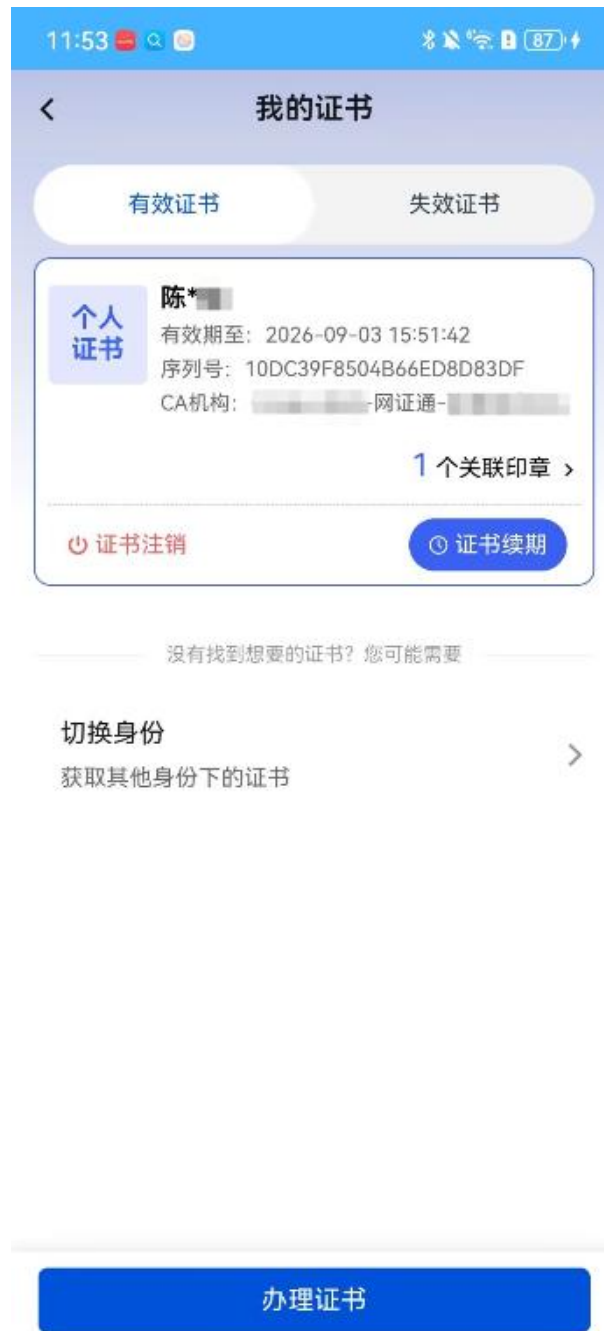 11:53
87
我的证书
有效证书
失效证书
个人
证书
陈*
有效期至：2026-09-03 15:51:42
序列号：10DC39F8504B66ED8D83DF
CA机构：
-网证通-
1 个关联印章
证书注销
证书续期
没有找到想要的证书？您可能需要
切换身份
获取其他身份下的证书
办理证书